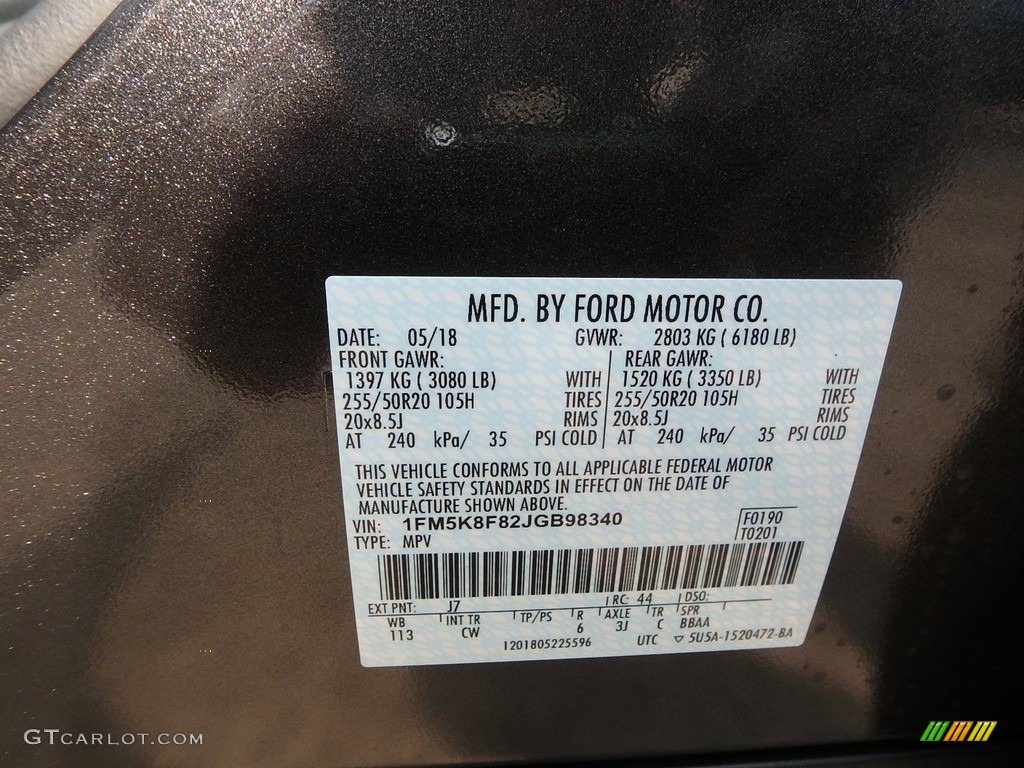 MFD. BY FORD MOTOR CO.
DATE: 05/18 GVWR: 2803 KG ( 6180 LB)
FRONT GAWR: REAR GAWR:
1397 KG ( 3080 LB) WITH 1520 KG ( 3350 LB) WITH
255/50R20 105H TIRES 255/50R20 105H TIRES
20x8.5J RIMS 20x8.5J RIMS
AT 240 kPa/ 35 PSI COLD AT 240 kPa/ 35 PSI COLD
THIS VEHICLE CONFORMS TO ALL APPLICABLE FEDERAL MOTOR
VEHICLE SAFETY STANDARDS IN EFFECT ON THE DATE OF
MANUFACTURE SHOWN ABOVE.
VIN: 1FM5K8F82JGB98340 F0190
TYPE: MPV T0201
EXT PNT: J7 RC: 44 DSO:
WB INT TR TP/PS R AXLE TR SPR
113 CW 6 3J C BBAA
1201805225596 UTC ▽ 5U5A-1520472-BA
GTCARLOT.COM